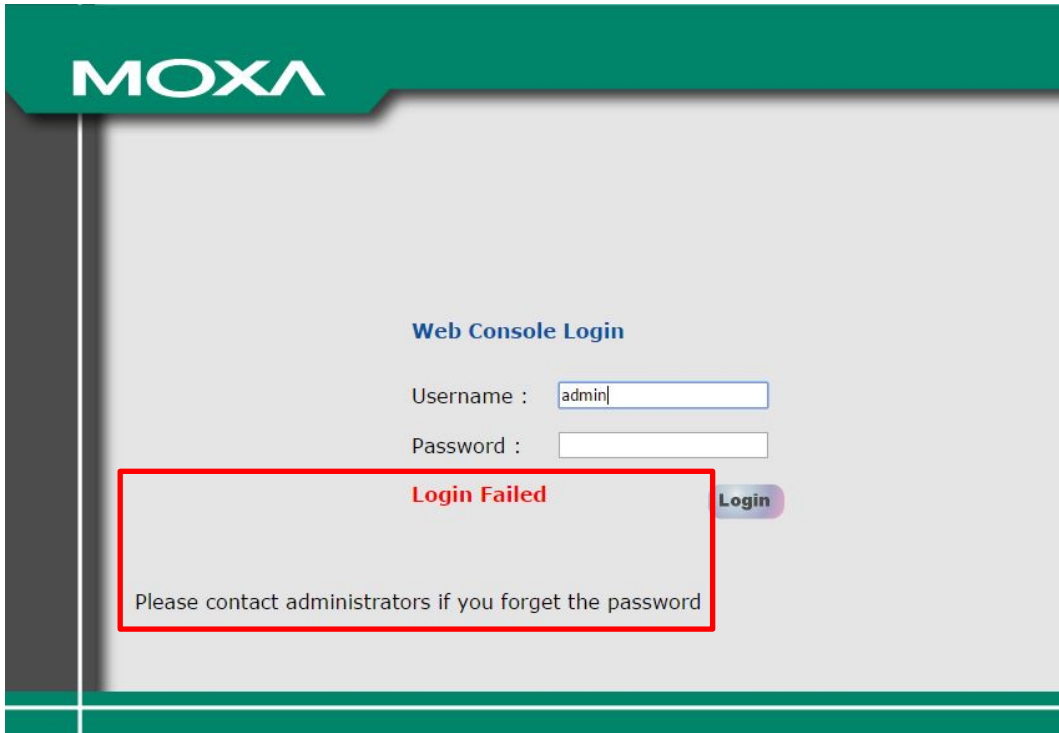 MOXA
Web Console Login
Username : admin
Password :
Login Failed
Login
Please contact administrators if you forget the password